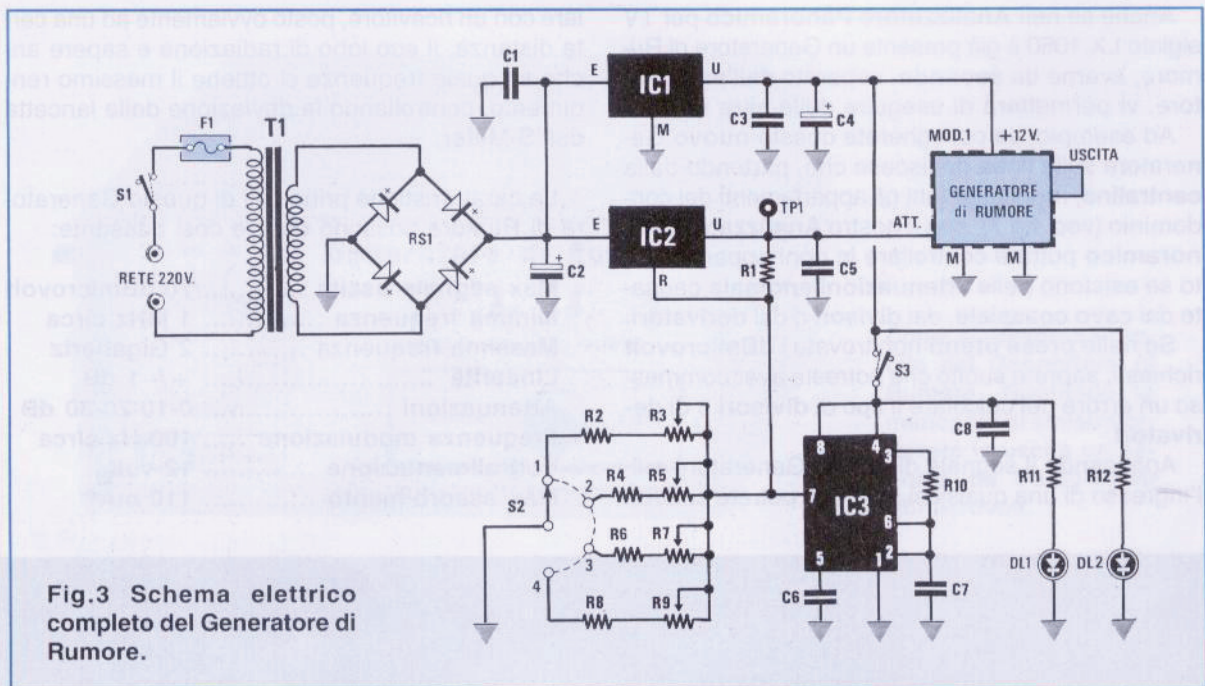 C1
E
IC1
U
M
C3
C4
MOD.1
+12V.
USCITA
GENERATORE
di RUMORE
ATT.
M
M
F1
T1
S1
RETE 220V.
RS1
C2
E
IC2
U
R
R1
C5
S3
C8
R2
R3
1
2
R4
R5
S2
R6
R7
3
4
R8
R9
8
4
3
7
IC3
6
2
5
1
R10
C6
C7
R11
R12
DL1
DL2
Fig.3 Schema elettrico
completo del Generatore di
Rumore.